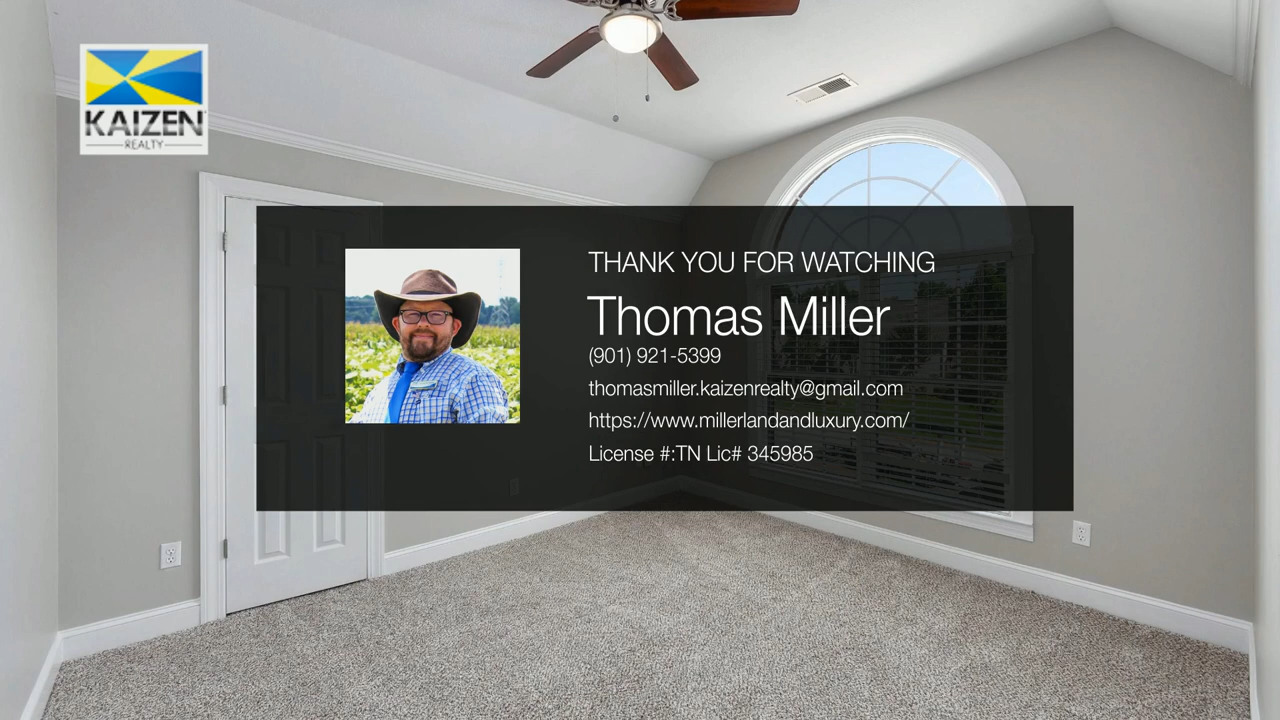 KAIZEN
REALTY
THANK YOU FOR WATCHING
Thomas Miller
(901) 921-5399
thomasmiller.kaizenrealty@gmail.com
https://www.millerlandandluxury.com/
License #:TN Lic# 345985